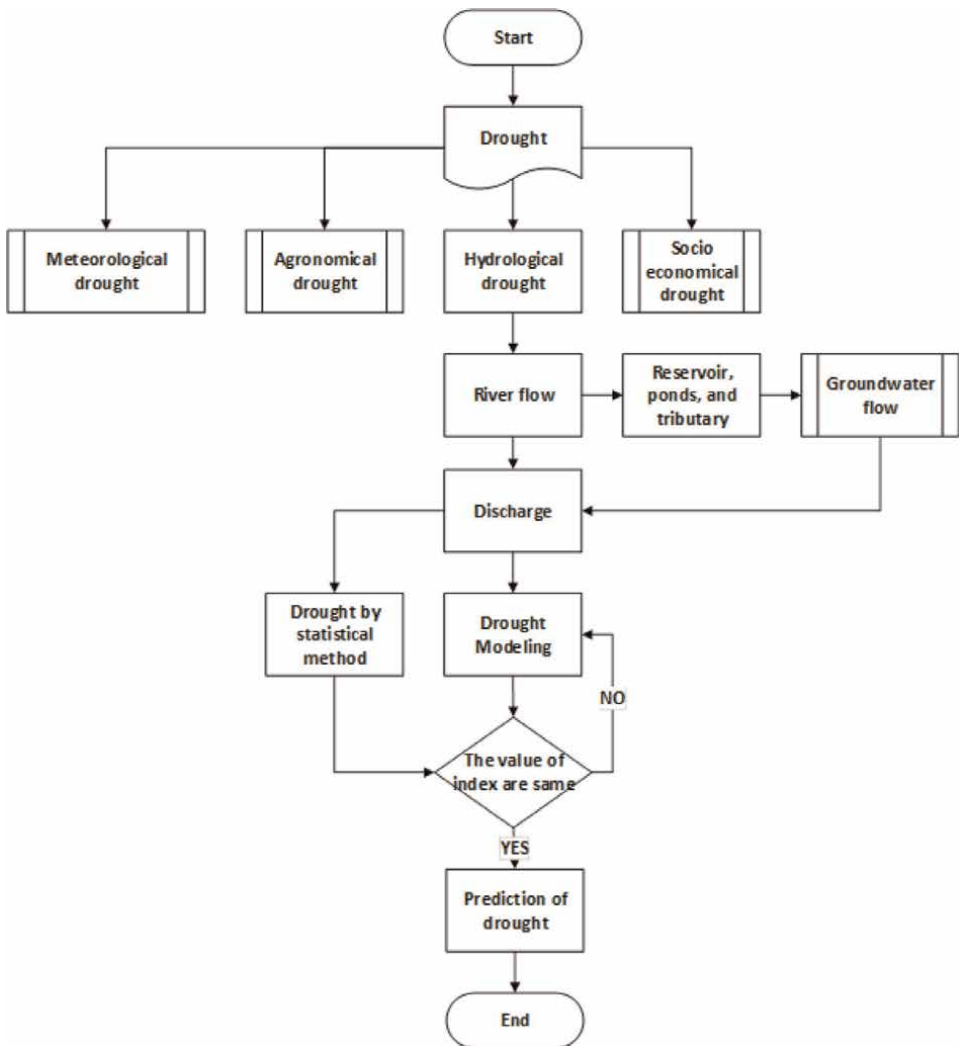 Start
Drought
Meteorological
drought
Agronomical
drought
Hydrological
drought
Socio
economical
drought
River flow
Reservoir,
ponds, and
tributary
Groundwater
flow
Discharge
Drought by
statistical
method
Drought
Modeling
NO
The value of
index are same
YES
Prediction of
drought
End